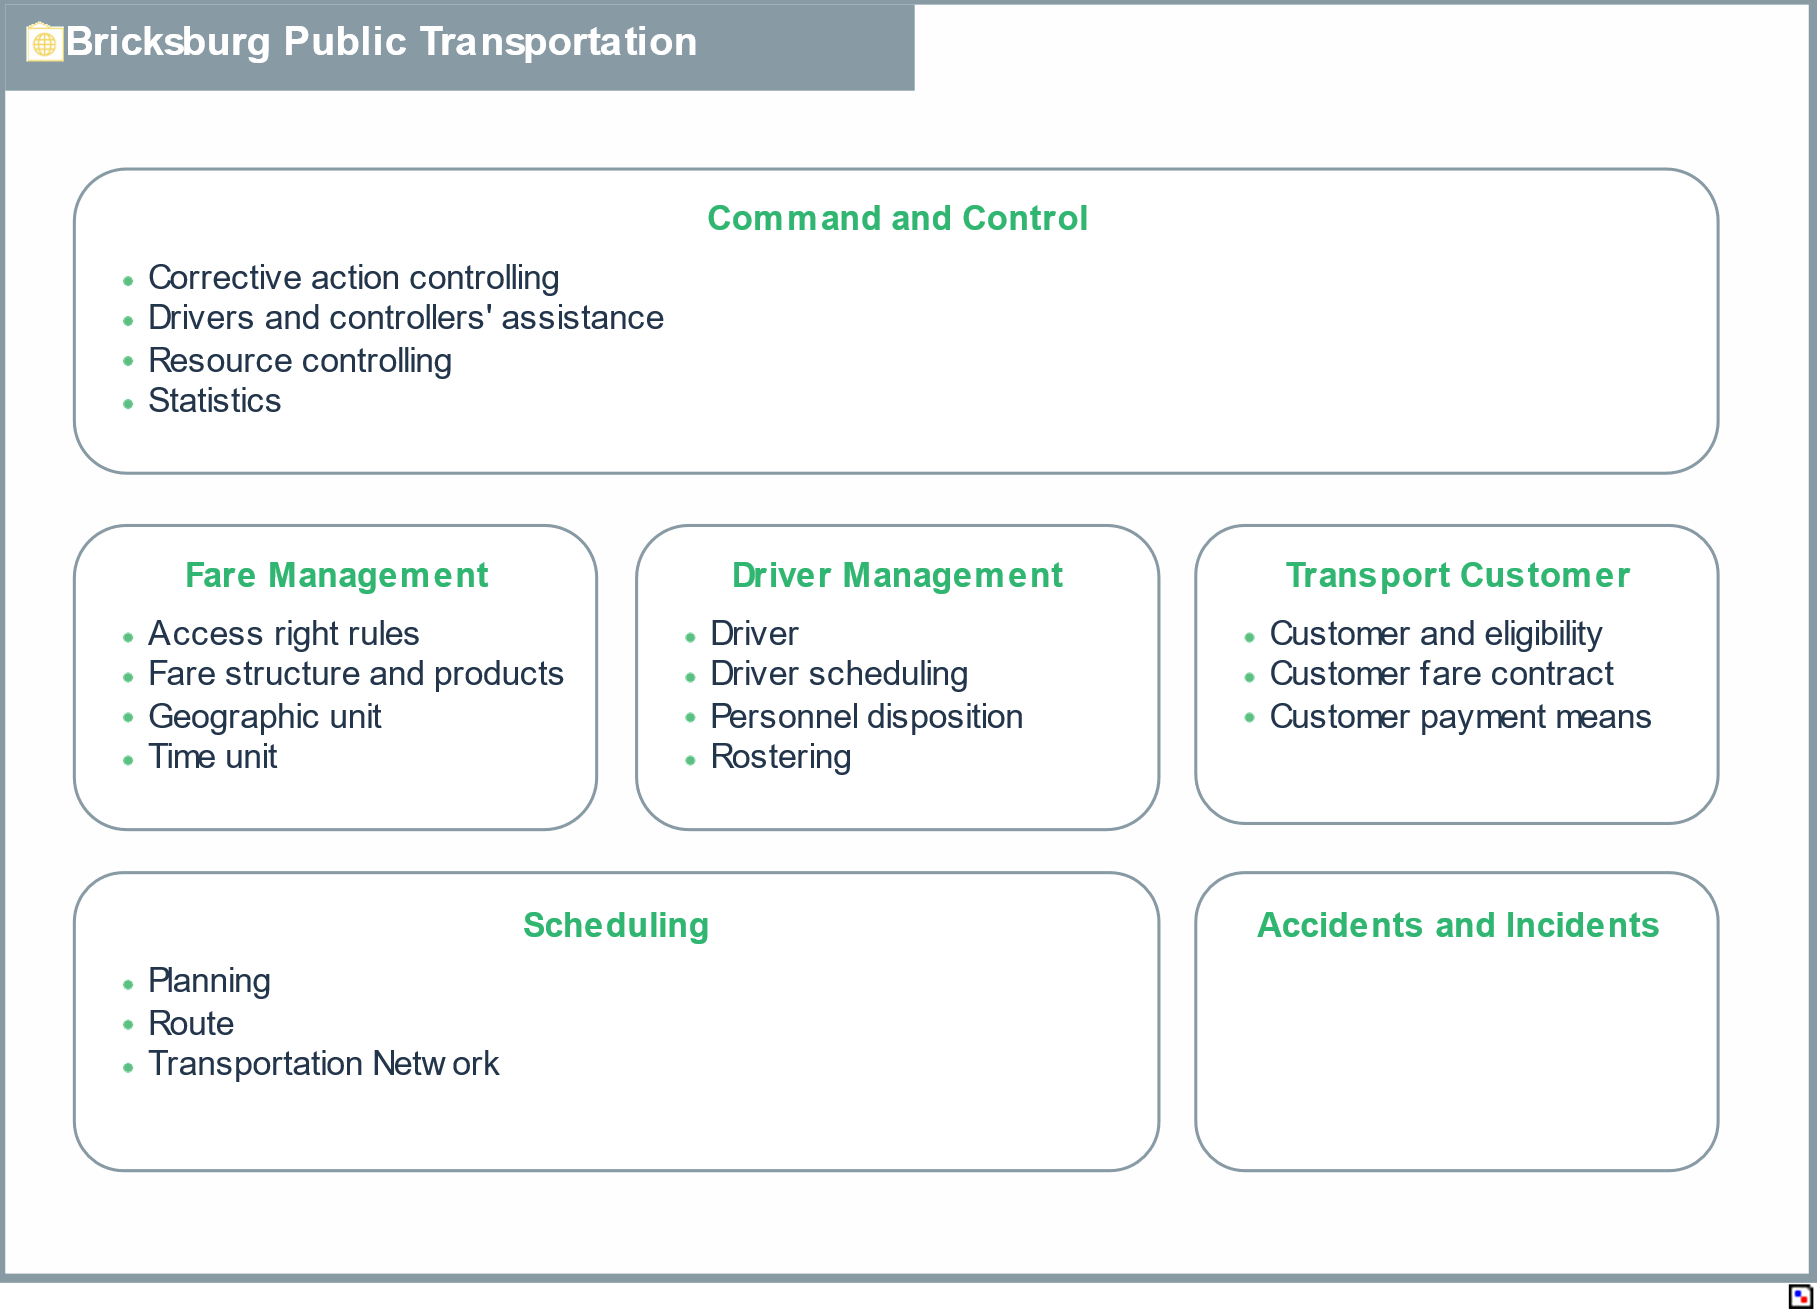 Bricksburg Public Transportation
Command and Control
Corrective action controlling
Drivers and controllers' assistance
Resource controlling
Statistics
Fare Management
Access right rules
Fare structure and products
Geographic unit
Time unit
Driver Management
Driver
Driver scheduling
Personnel disposition
Rostering
Transport Customer
Customer and eligibility
Customer fare contract
Customer payment means
Scheduling
Planning
Route
Transportation Network
Accidents and Incidents